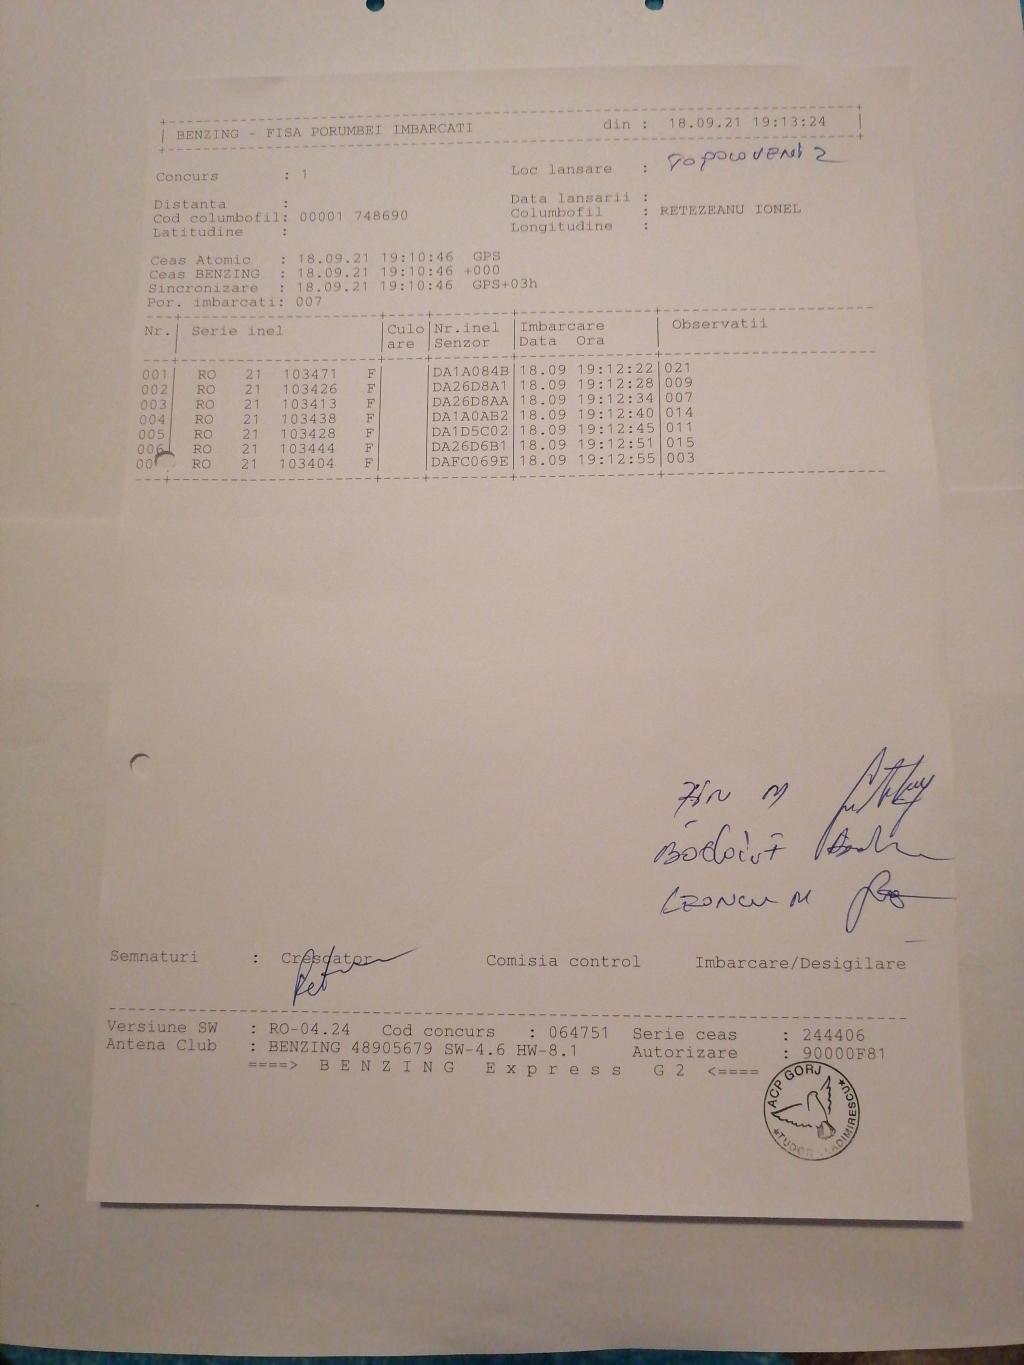 BENZING - FISA PORUMBEI IMBARCATI din : 18.09.21 19:13:24
Concurs : 1 Loc lansare :
Distanta : Data lansarii :
Cod columbofil: 00001 748690 Columbofil : RETEZEANU IONEL
Latitudine : Longitudine :
Ceas Atomic : 18.09.21 19:10:46 GPS
Ceas BENZING : 18.09.21 19:10:46 +000
Sincronizare : 18.09.21 19:10:46 GPS+03h
Por. imbarcati: 007
Nr. Serie inel Culo Nr.inel Imbarcare Observatii
are Senzor Data Ora
001 RO 21 103471 F DA1A084B 18.09 19:12:22 021
002 RO 21 103426 F DA26D8A1 18.09 19:12:28 009
003 RO 21 103413 F DA26D8AA 18.09 19:12:34 007
004 RO 21 103438 F DA1A0AB2 18.09 19:12:40 014
005 RO 21 103428 F DA1D5C02 18.09 19:12:45 011
006 RO 21 103444 F DA26D6B1 18.09 19:12:51 015
00 RO 21 103404 F DAFC069E 18.09 19:12:55 003
Semnaturi : Crescator Comisia control Imbarcare/Desigilare
Versiune SW : RO-04.24 Cod concurs : 064751 Serie ceas : 244406
Antena Club : BENZING 48905679 SW-4.6 HW-8.1 Autorizare : 90000F81
====> BENZING Express G2 <====
ACP GORJ
*TUDOR VLADIMIRESCU*